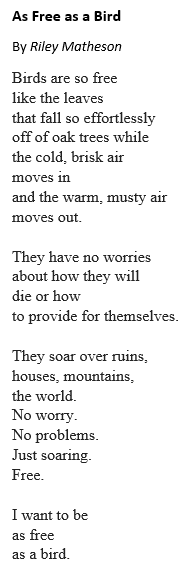 As Free as a Bird
By Riley Matheson
Birds are so free
like the leaves
that fall so effortlessly
off of oak trees while
the cold, brisk air
moves in
and the warm, musty air
moves out.
They have no worries
about how they will
die or how
to provide for themselves.
They soar over ruins,
houses, mountains,
the world.
No worry.
No problems.
Just soaring.
Free.
I want to be
as free
as a bird.